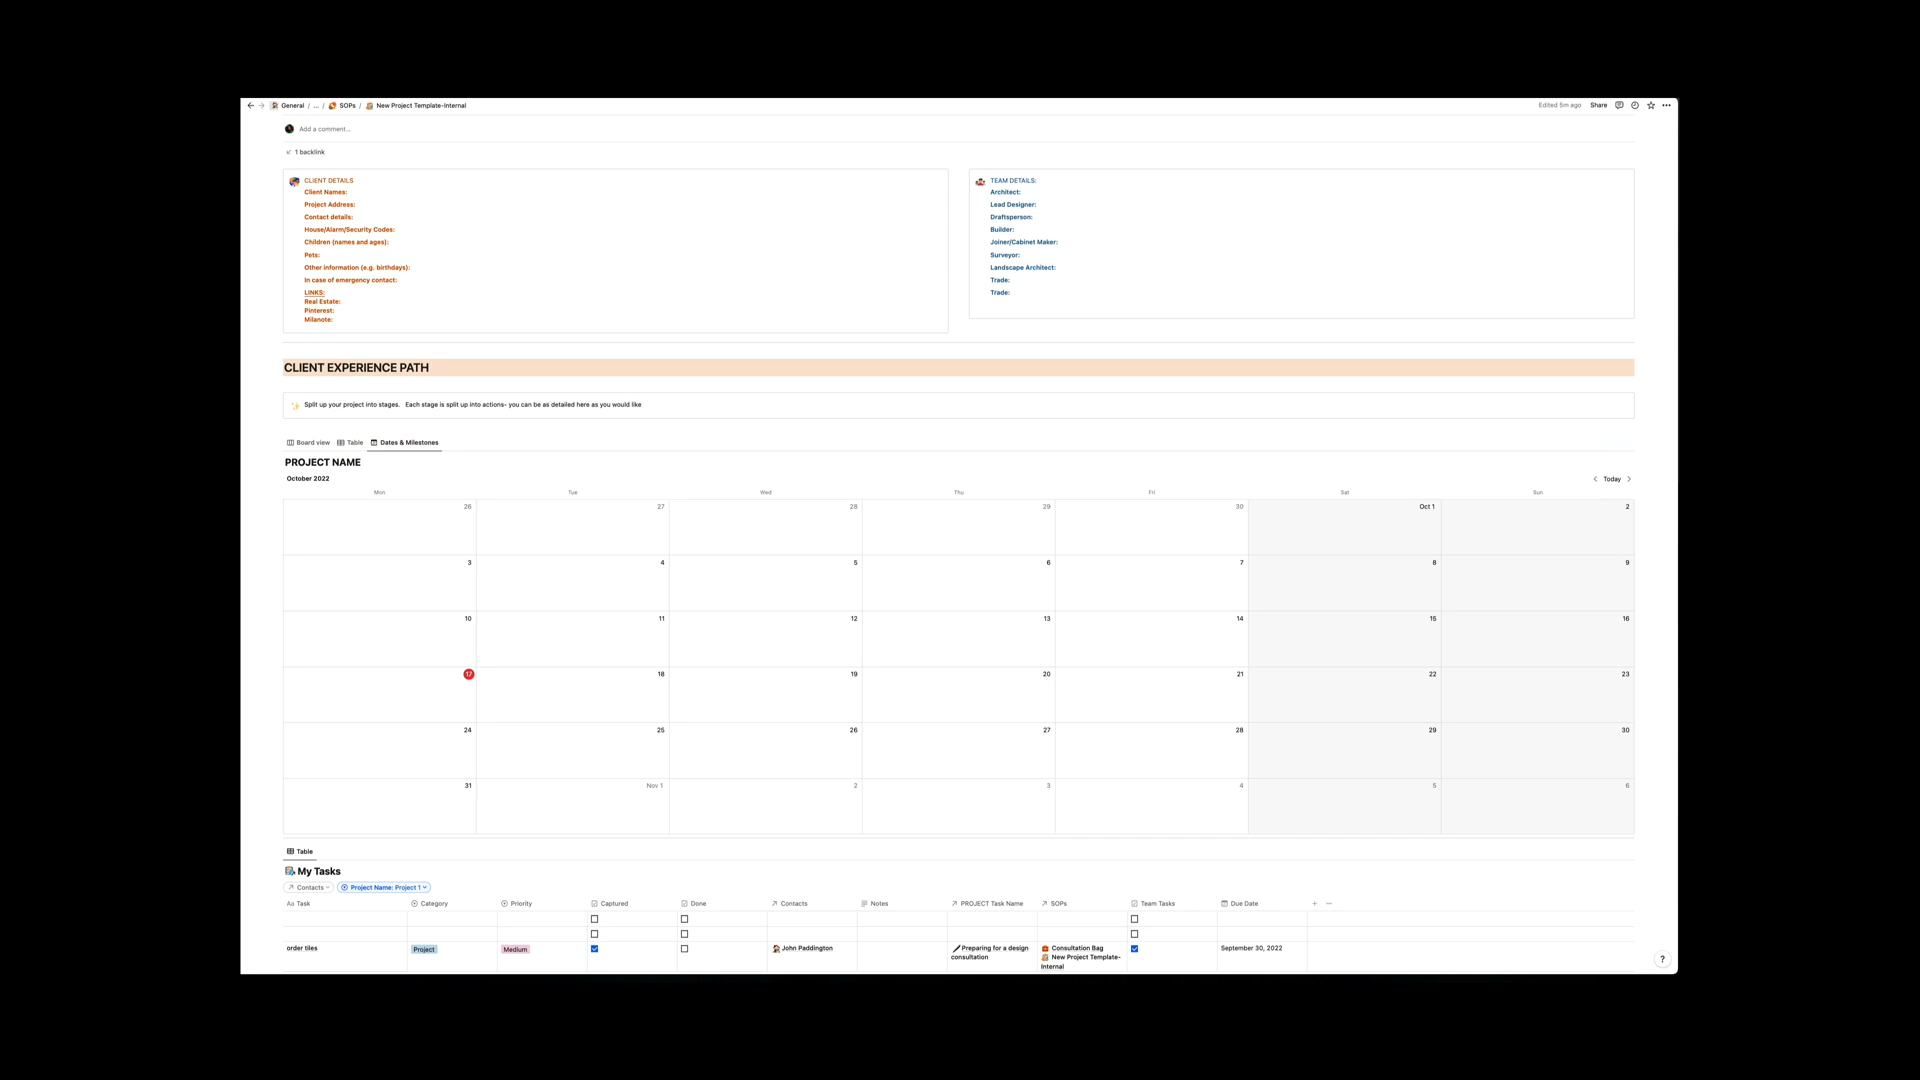 General / ... / SOPs / New Project Template-Internal
Edited 5m ago Share
Add a comment...
1 backlink
CLIENT DETAILS
Client Names:
Project Address:
Contact details:
House/Alarm/Security Codes:
Children (names and ages):
Pets:
Other information (e.g. birthdays):
In case of emergency contact:
LINKS:
Real Estate:
Pinterest:
Milanote:
TEAM DETAILS:
Architect:
Lead Designer:
Draftsperson:
Builder:
Joiner/Cabinet Maker:
Surveyor:
Landscape Architect:
Trade:
Trade:
CLIENT EXPERIENCE PATH
Split up your project into stages. Each stage is split up into actions- you can be as detailed here as you would like
Board view Table Dates & Milestones
PROJECT NAME
October 2022 Today
Mon Tue Wed Thu Fri Sat Sun
26 27 28 29 30 Oct 1 2
3 4 5 6 7 8 9
10 11 12 13 14 15 16
17 18 19 20 21 22 23
24 25 26 27 28 29 30
31 Nov 1 2 3 4 5 6
Table
My Tasks
Contacts Project Name: Project 1
Aa Task Category Priority Captured Done Contacts Notes PROJECT Task Name SOPs Team Tasks Due Date
order tiles Project Medium John Paddington Preparing for a design Consultation Bag September 30, 2022
consultation New Project Template-
Internal
?